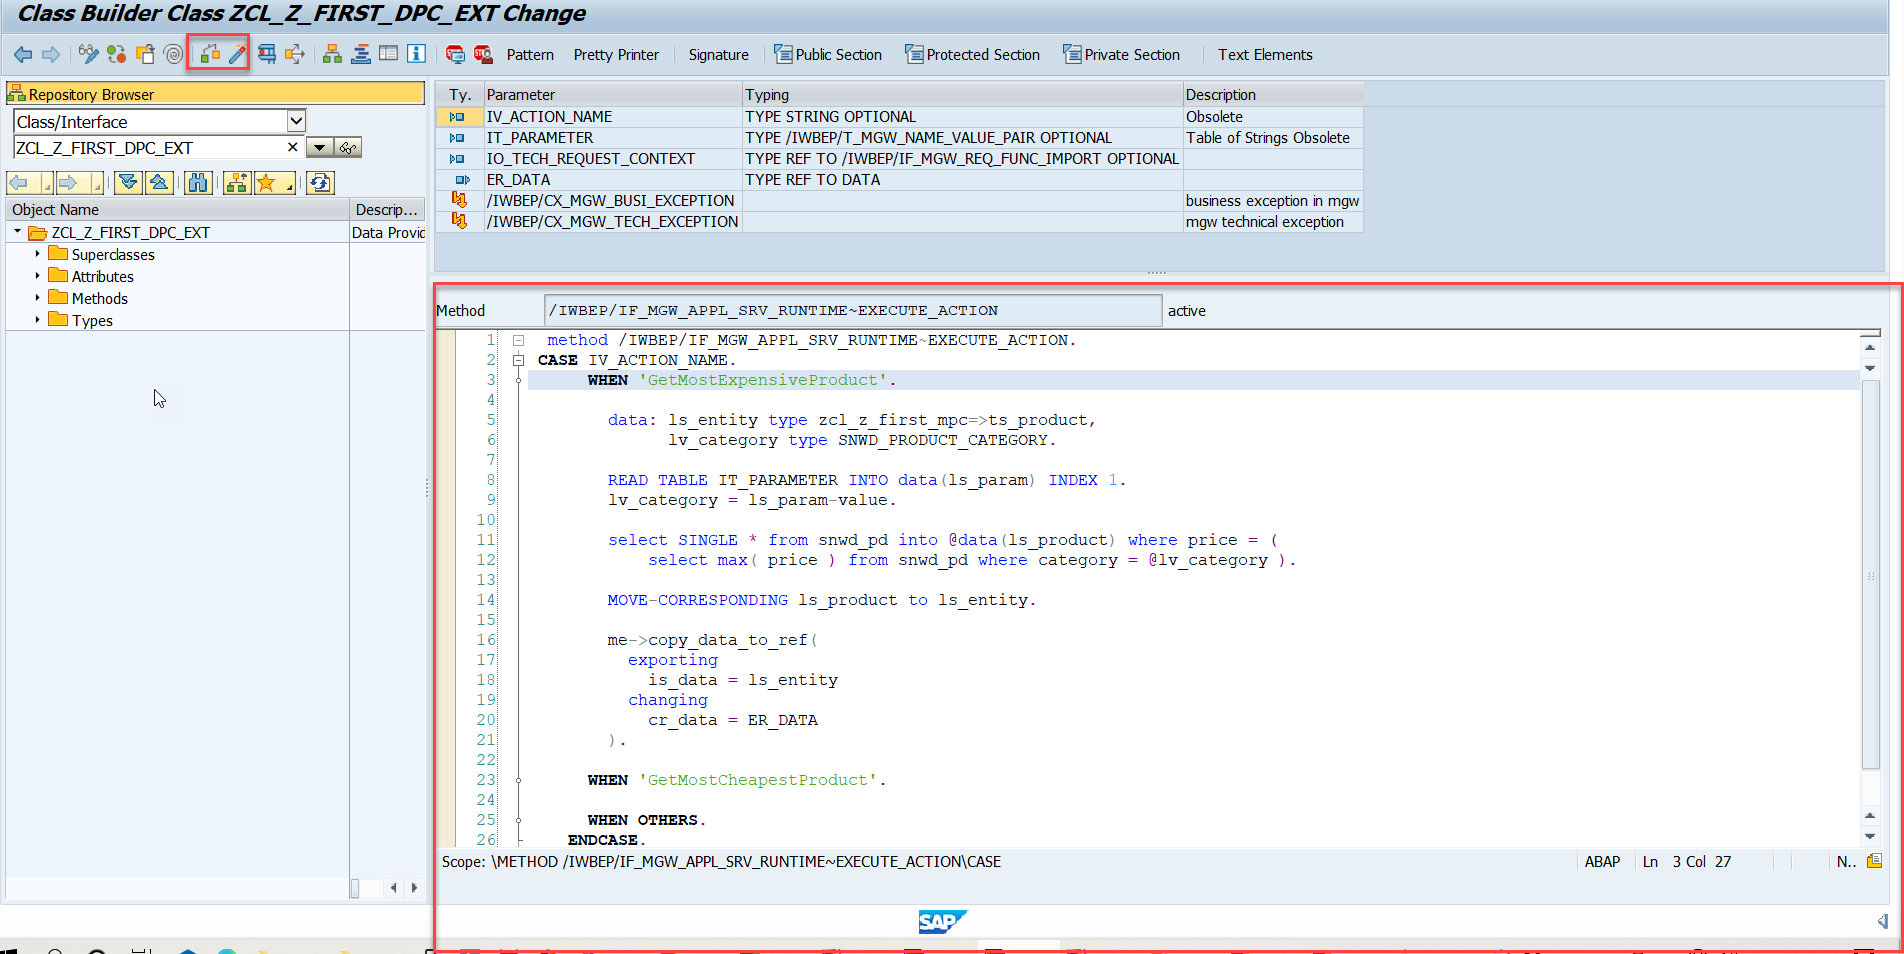 Class Builder Class ZCL_Z_FIRST_DPC_EXT Change
Pattern Pretty Printer Signature Public Section Protected Section Private Section Text Elements
Repository Browser
Class/Interface
ZCL_Z_FIRST_DPC_EXT
Object Name Descrip...
ZCL_Z_FIRST_DPC_EXT Data Provid
Superclasses
Attributes
Methods
Types
Ty. Parameter Typing Description
IV_ACTION_NAME TYPE STRING OPTIONAL Obsolete
IT_PARAMETER TYPE /IWBEP/T_MGW_NAME_VALUE_PAIR OPTIONAL Table of Strings Obsolete
IO_TECH_REQUEST_CONTEXT TYPE REF TO /IWBEP/IF_MGW_REQ_FUNC_IMPORT OPTIONAL
ER_DATA TYPE REF TO DATA
/IWBEP/CX_MGW_BUSI_EXCEPTION business exception in mgw
/IWBEP/CX_MGW_TECH_EXCEPTION mgw technical exception
Method /IWBEP/IF_MGW_APPL_SRV_RUNTIME~EXECUTE_ACTION active
1 method /IWBEP/IF_MGW_APPL_SRV_RUNTIME~EXECUTE_ACTION.
2 CASE IV_ACTION_NAME.
3 WHEN 'GetMostExpensiveProduct'.
4
5 data: ls_entity type zcl_z_first_mpc=>ts_product,
6 lv_category type SNWD_PRODUCT_CATEGORY.
7
8 READ TABLE IT_PARAMETER INTO data(ls_param) INDEX 1.
9 lv_category = ls_param-value.
10
11 select SINGLE * from snwd_pd into @data(ls_product) where price = (
12 select max( price ) from snwd_pd where category = @lv_category ).
13
14 MOVE-CORRESPONDING ls_product to ls_entity.
15
16 me->copy_data_to_ref(
17 exporting
18 is_data = ls_entity
19 changing
20 cr_data = ER_DATA
21 ).
22
23 WHEN 'GetMostCheapestProduct'.
24
25 WHEN OTHERS.
26 ENDCASE.
Scope: \METHOD /IWBEP/IF_MGW_APPL_SRV_RUNTIME~EXECUTE_ACTION\CASE ABAP Ln 3 Col 27 N..
SAP